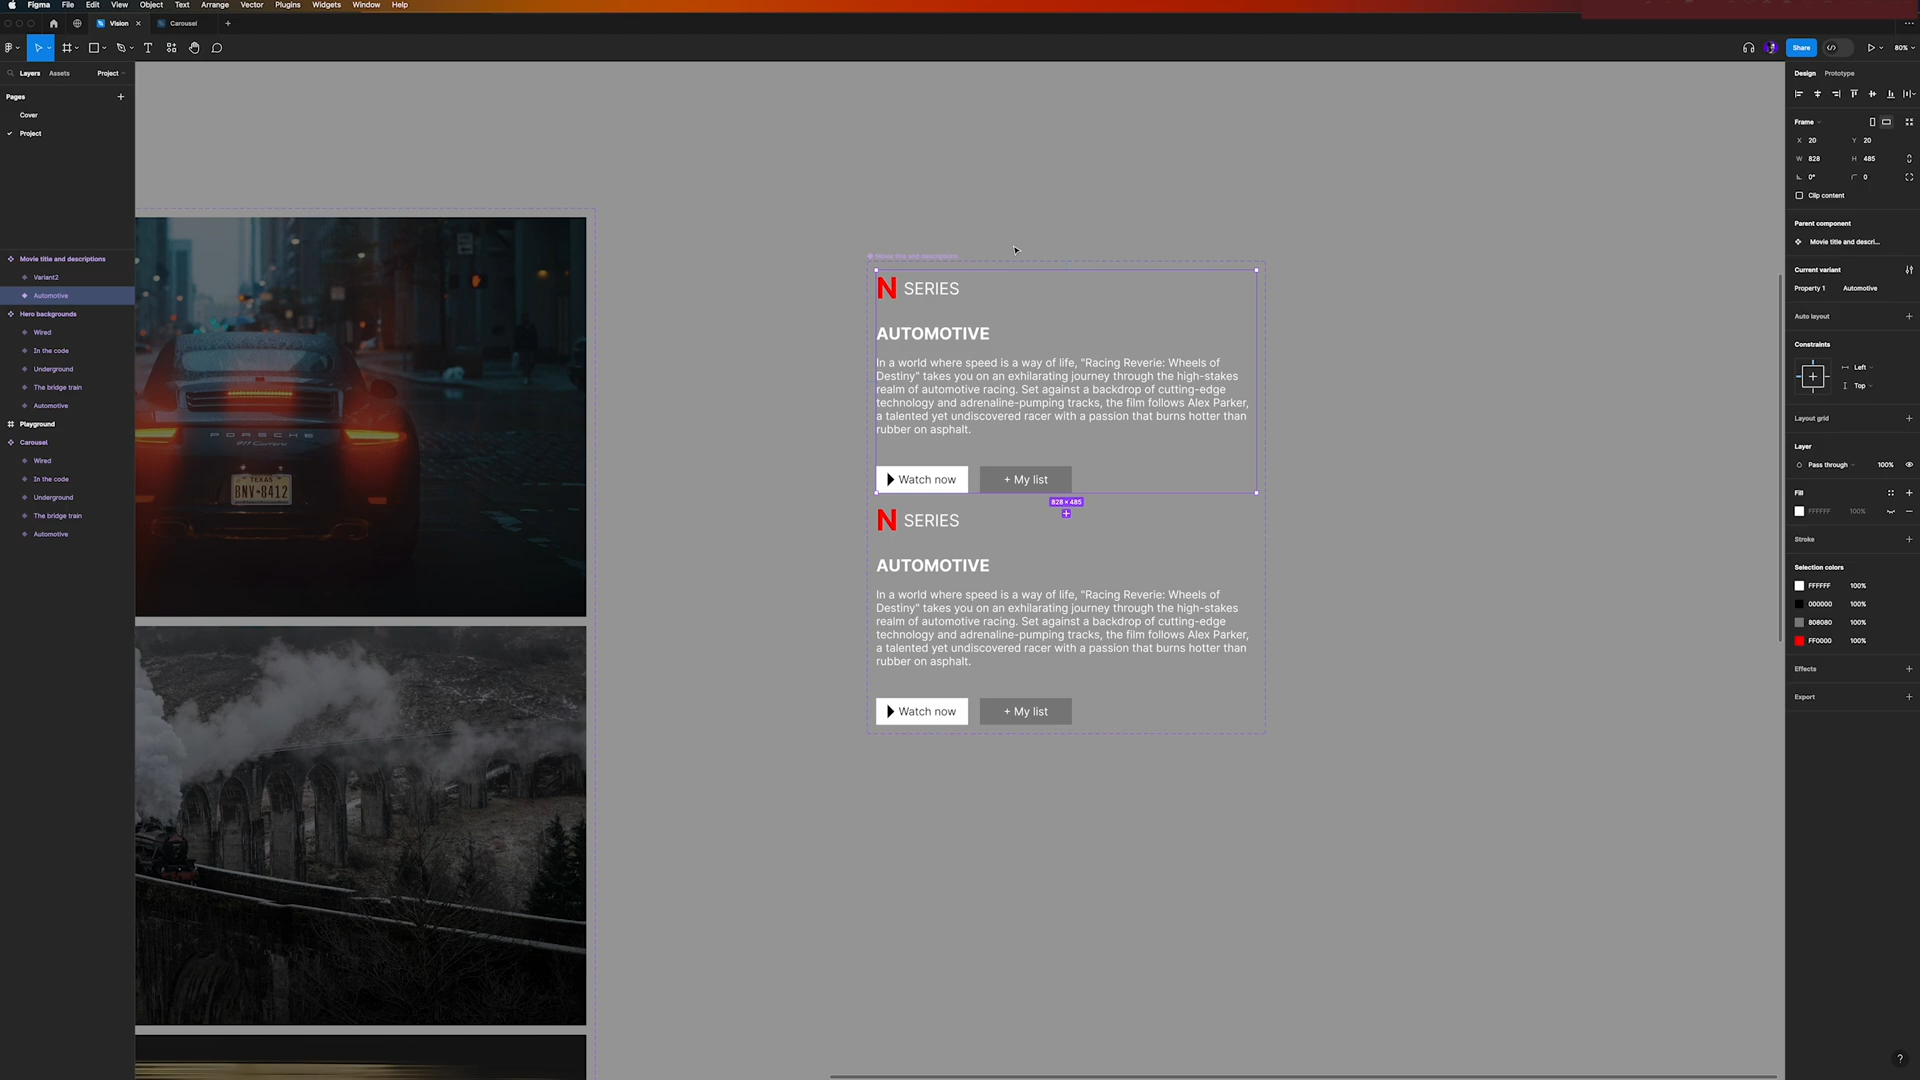 Figma File Edit View Object Text Arrange Vector Plugins Widgets Window Help
Vision
Carousel
Share
80%
Layers
Assets
Project
Design
Prototype
Pages
Cover
Project
Movie title and descriptions
Variant2
Automotive
Hero backgrounds
Wired
In the code
Underground
The bridge train
Automotive
Playground
Carousel
Wired
In the code
Underground
The bridge train
Automotive
PORSCHE
911 Carrera
TEXAS
BNV-8412
Movie title and descriptions
N SERIES
AUTOMOTIVE
In a world where speed is a way of life, "Racing Reverie: Wheels of
Destiny" takes you on an exhilarating journey through the high-stakes
realm of automotive racing. Set against a backdrop of cutting-edge
technology and adrenaline-pumping tracks, the film follows Alex Parker,
a talented yet undiscovered racer with a passion that burns hotter than
rubber on asphalt.
Watch now
+ My list
828 × 485
N SERIES
AUTOMOTIVE
In a world where speed is a way of life, "Racing Reverie: Wheels of
Destiny" takes you on an exhilarating journey through the high-stakes
realm of automotive racing. Set against a backdrop of cutting-edge
technology and adrenaline-pumping tracks, the film follows Alex Parker,
a talented yet undiscovered racer with a passion that burns hotter than
rubber on asphalt.
Watch now
+ My list
Frame
X 20 Y 20
W 828 H 485
0° 0
Clip content
Parent component
Movie title and descri...
Current variant
Property 1 Automotive
Auto layout
Constraints
Left
Top
Layout grid
Layer
Pass through 100%
Fill
FFFFFF 100%
Stroke
Selection colors
FFFFFF 100%
000000 100%
808080 100%
FF0000 100%
Effects
Export
?